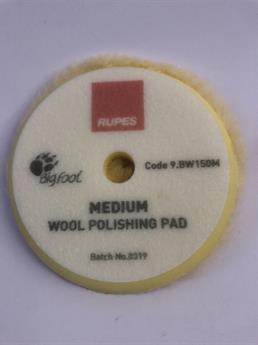 RUPES
Bigfoot
Code 9.BW150M
MEDIUM
WOOL POLISHING PAD
Batch No.0319